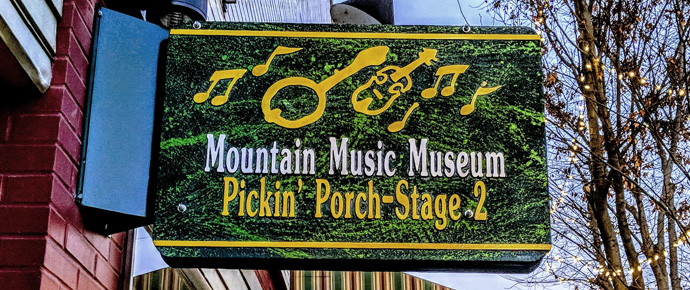 Mountain Music Museum
Pickin' Porch-Stage 2